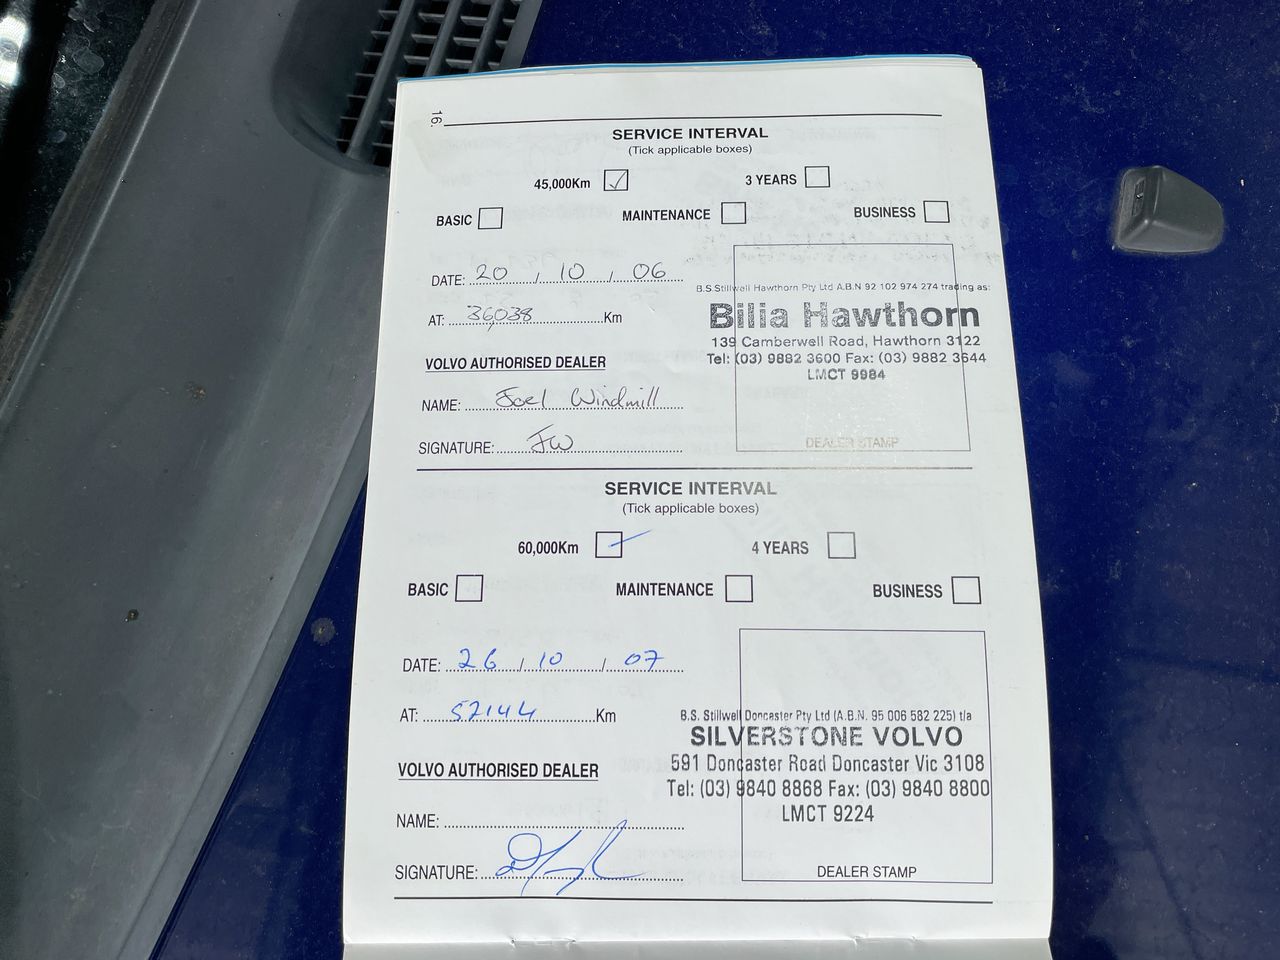 16.
SERVICE INTERVAL
(Tick applicable boxes)
45,000Km 3 YEARS
BASIC MAINTENANCE BUSINESS
DATE: 20 / 10 / 06
AT: 36,038 Km
VOLVO AUTHORISED DEALER
NAME: Joel Windmill
SIGNATURE: JW
B.S. Stillwell Hawthorn Pty Ltd A.B.N 92 102 974 274 trading as:
Bilia Hawthorn
139 Camberwell Road, Hawthorn 3122
Tel: (03) 9882 3600 Fax: (03) 9882 3644
LMCT 9984
DEALER STAMP
SERVICE INTERVAL
(Tick applicable boxes)
60,000Km 4 YEARS
BASIC MAINTENANCE BUSINESS
DATE: 26 / 10 / 07
AT: 52144 Km
VOLVO AUTHORISED DEALER
NAME:
SIGNATURE:
B.S. Stillwell Doncaster Pty Ltd (A.B.N. 95 006 582 225) t/a
SILVERSTONE VOLVO
591 Doncaster Road Doncaster Vic 3108
Tel: (03) 9840 8868 Fax: (03) 9840 8800
LMCT 9224
DEALER STAMP